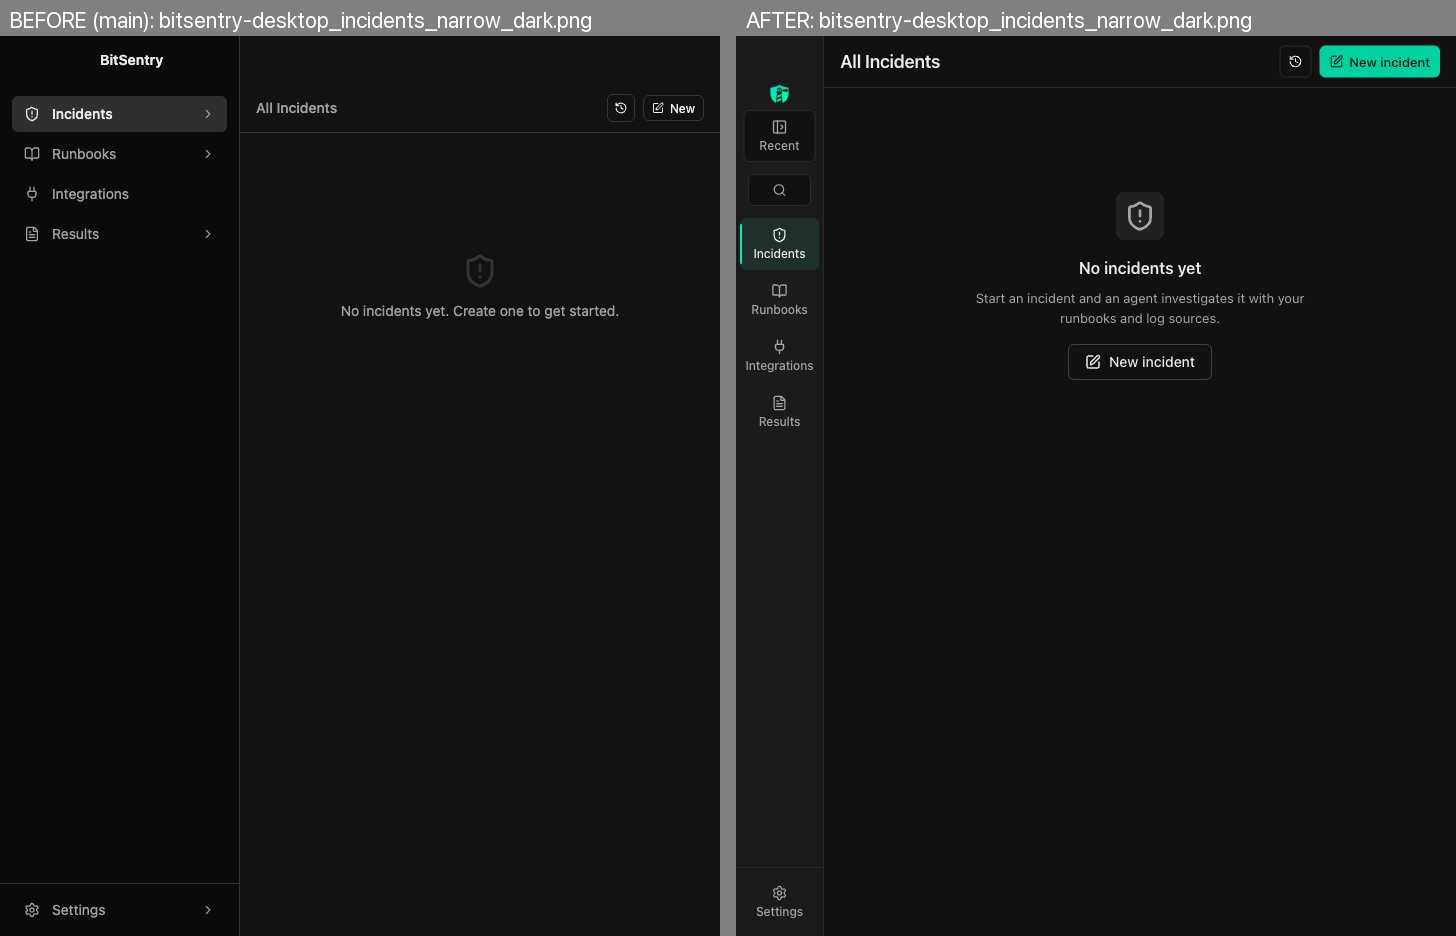 BEFORE (main): bitsentry-desktop_incidents_narrow_dark.png
BitSentry
Incidents
Runbooks
Integrations
Results
Settings
All Incidents
New
No incidents yet. Create one to get started.
AFTER: bitsentry-desktop_incidents_narrow_dark.png
Recent
Incidents
Runbooks
Integrations
Results
Settings
All Incidents
New incident
No incidents yet
Start an incident and an agent investigates it with your
runbooks and log sources.
New incident